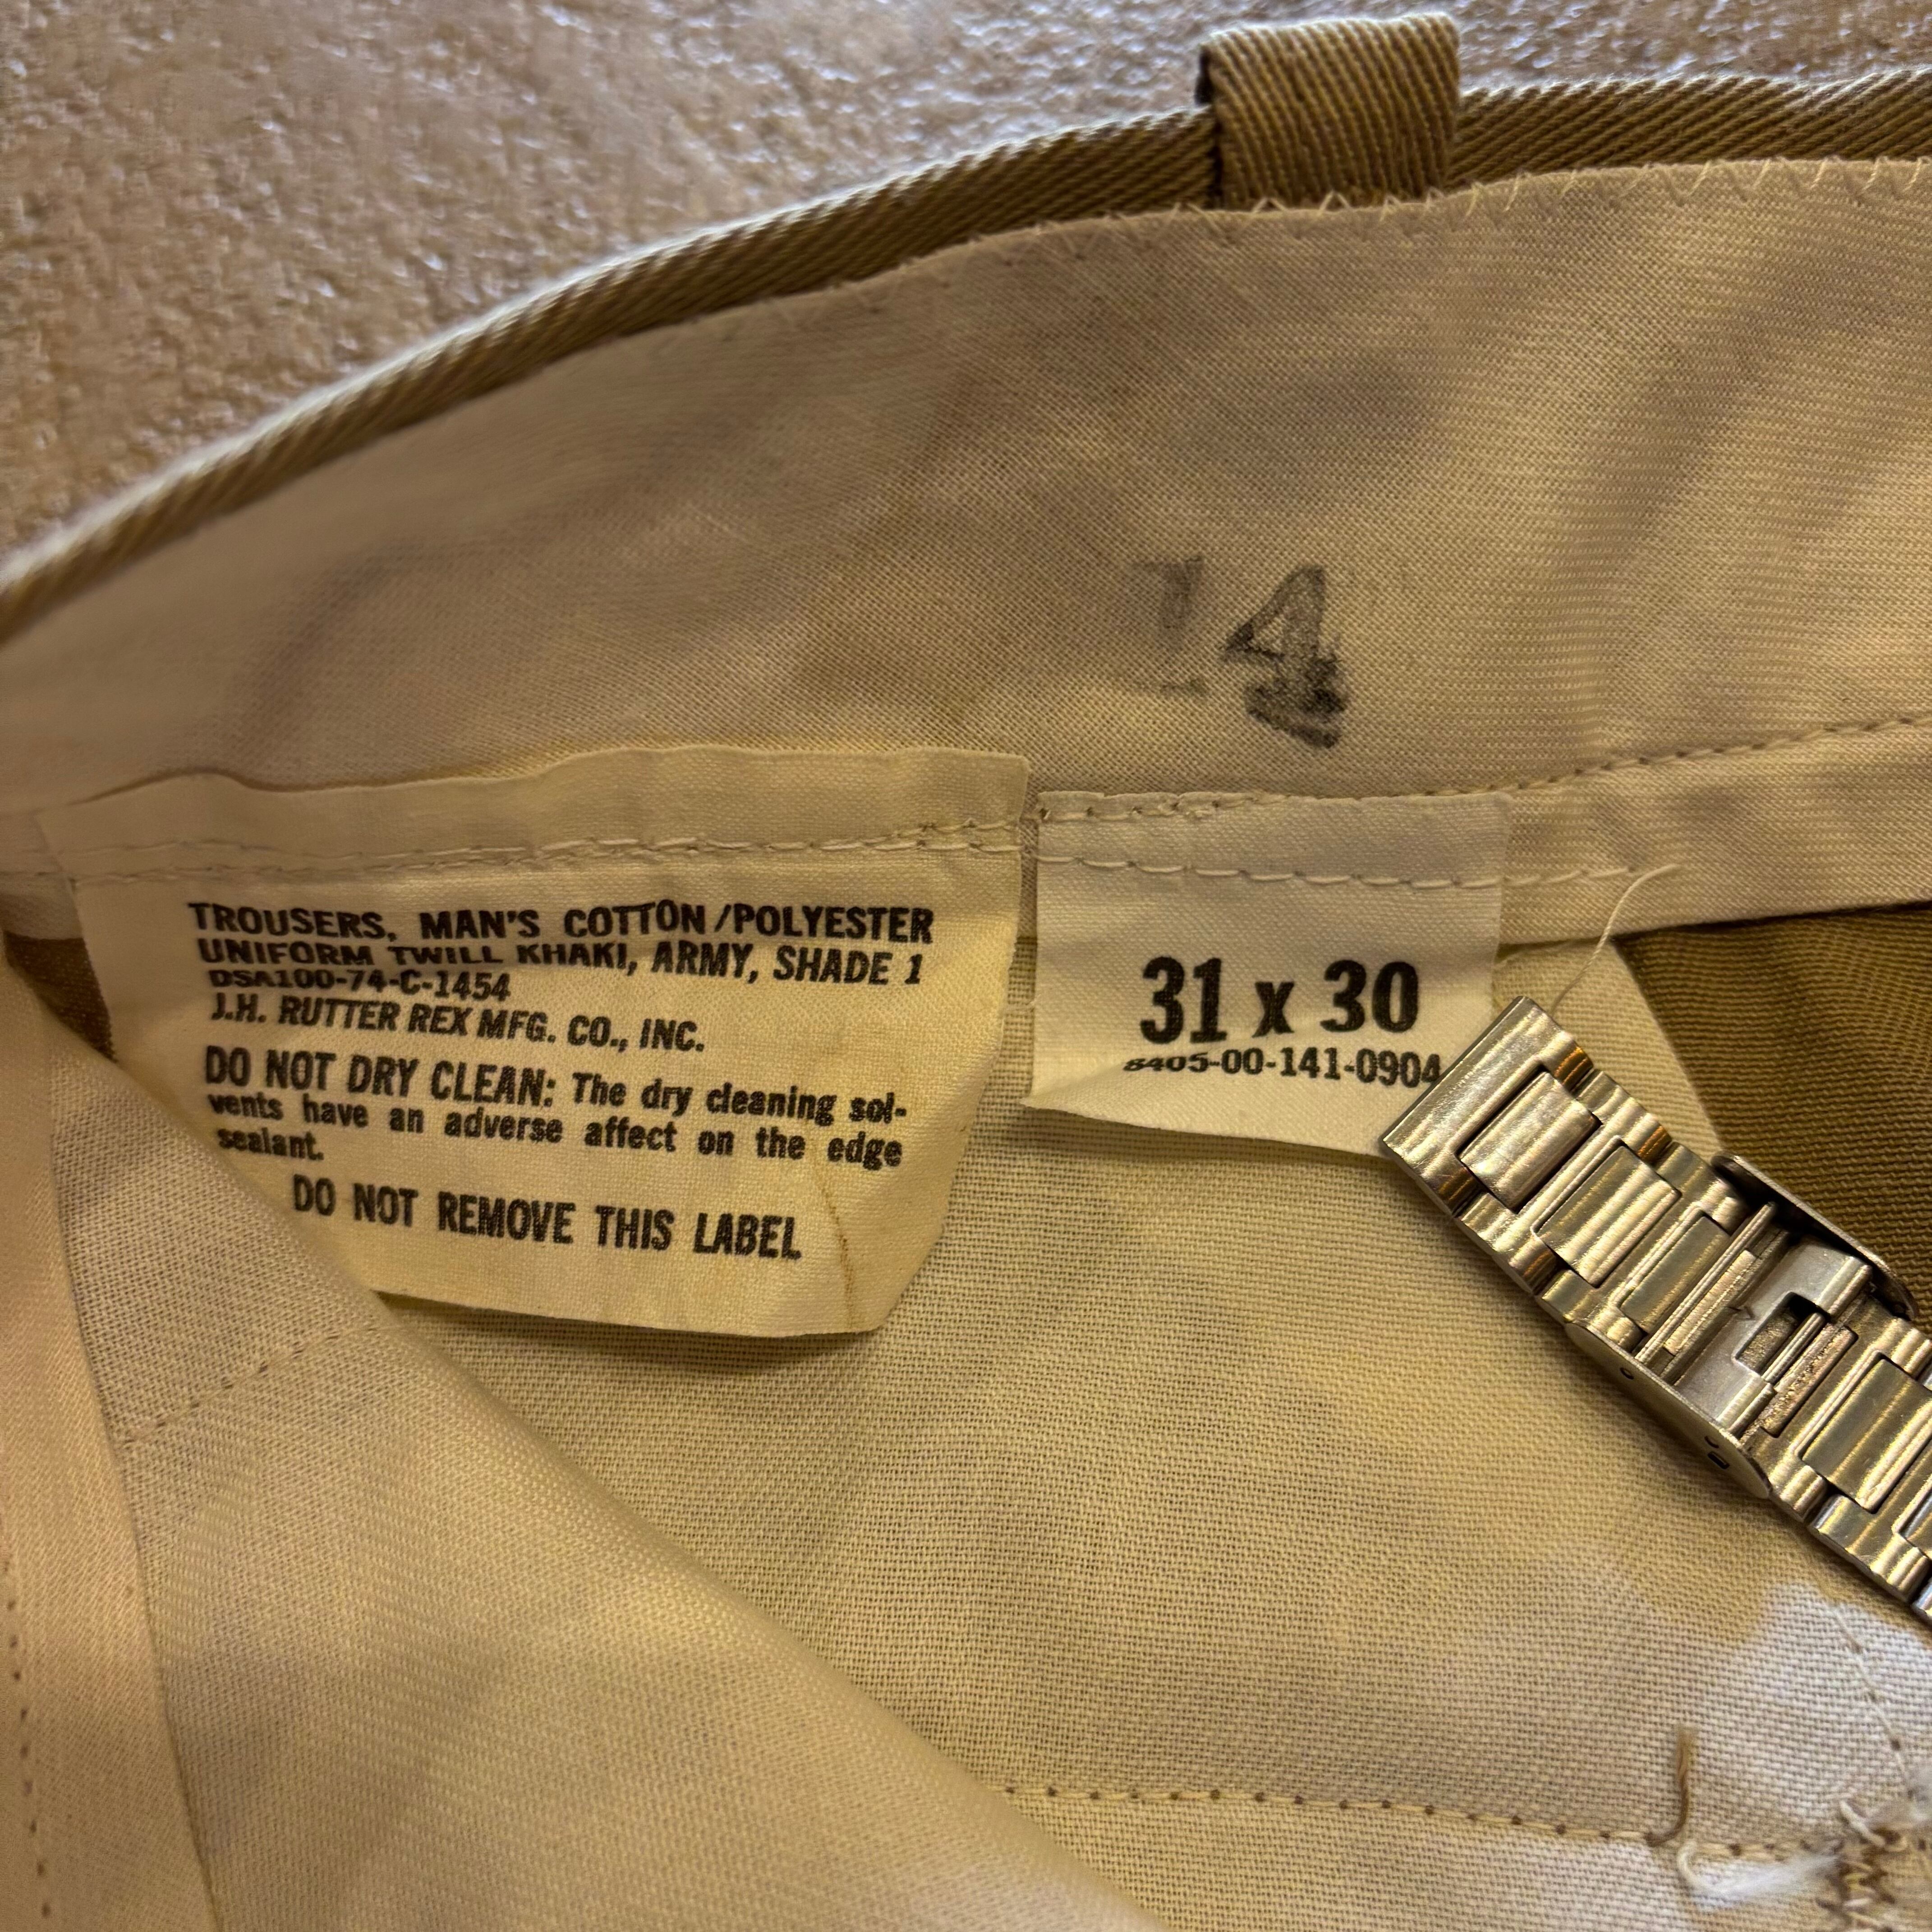 14
TROUSERS, MAN'S COTTON/POLYESTER
UNIFORM TWILL KHAKI, ARMY, SHADE 1
DSA100-74-C-1454
J.H. RUTTER REX MFG. CO., INC.
DO NOT DRY CLEAN: The dry cleaning sol-
vents have an adverse affect on the edge
sealant.
DO NOT REMOVE THIS LABEL
31 x 30
8405-00-141-0904